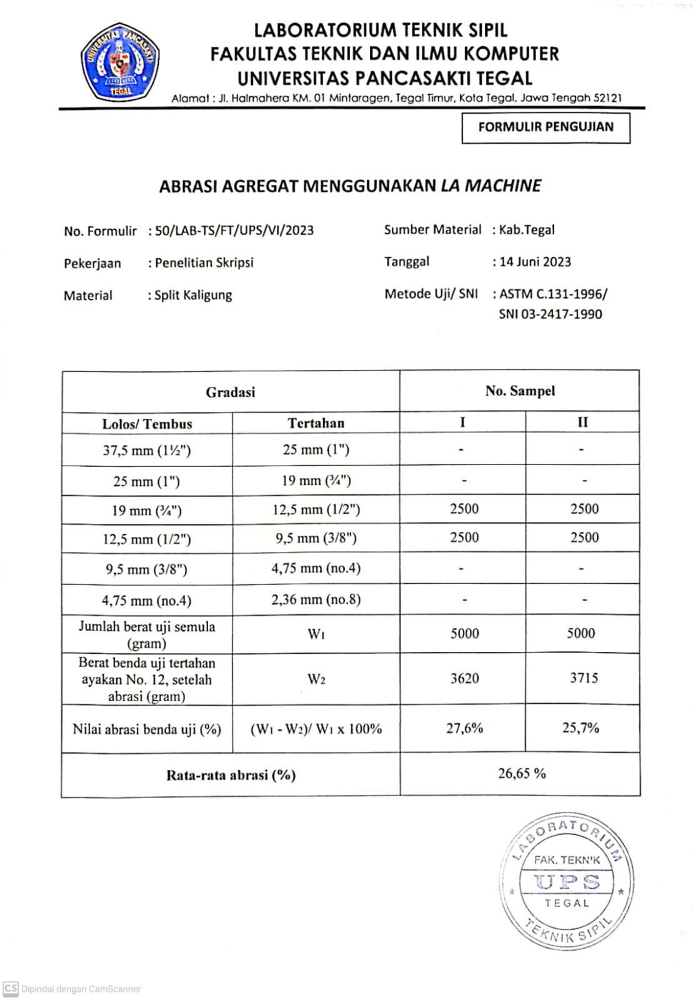 UNIVERSITAS PANCASAKTI
TEGAL
LABORATORIUM TEKNIK SIPIL
FAKULTAS TEKNIK DAN ILMU KOMPUTER
UNIVERSITAS PANCASAKTI TEGAL
Alamat : Jl. Halmahera KM. 01 Mintaragen, Tegal Timur, Kota Tegal, Jawa Tengah 52121
FORMULIR PENGUJIAN
ABRASI AGREGAT MENGGUNAKAN LA MACHINE
No. Formulir : 50/LAB-TS/FT/UPS/VI/2023 Sumber Material : Kab.Tegal
Pekerjaan : Penelitian Skripsi Tanggal : 14 Juni 2023
Material : Split Kaligung Metode Uji/ SNI : ASTM C.131-1996/
SNI 03-2417-1990
Gradasi No. Sampel
Lolos/ Tembus Tertahan I II
37,5 mm (1½") 25 mm (1") - -
25 mm (1") 19 mm (¾") - -
19 mm (¾") 12,5 mm (1/2") 2500 2500
12,5 mm (1/2") 9,5 mm (3/8") 2500 2500
9,5 mm (3/8") 4,75 mm (no.4) - -
4,75 mm (no.4) 2,36 mm (no.8) - -
Jumlah berat uji semula
(gram) W1 5000 5000
Berat benda uji tertahan
ayakan No. 12, setelah W2 3620 3715
abrasi (gram)
Nilai abrasi benda uji (%) (W1 - W2)/ W1 x 100% 27,6% 25,7%
Rata-rata abrasi (%) 26,65 %
LABORATORIUM
FAK. TEKNIK
UPS
TEGAL
TEKNIK SIPIL
CS Dipindai dengan CamScanner